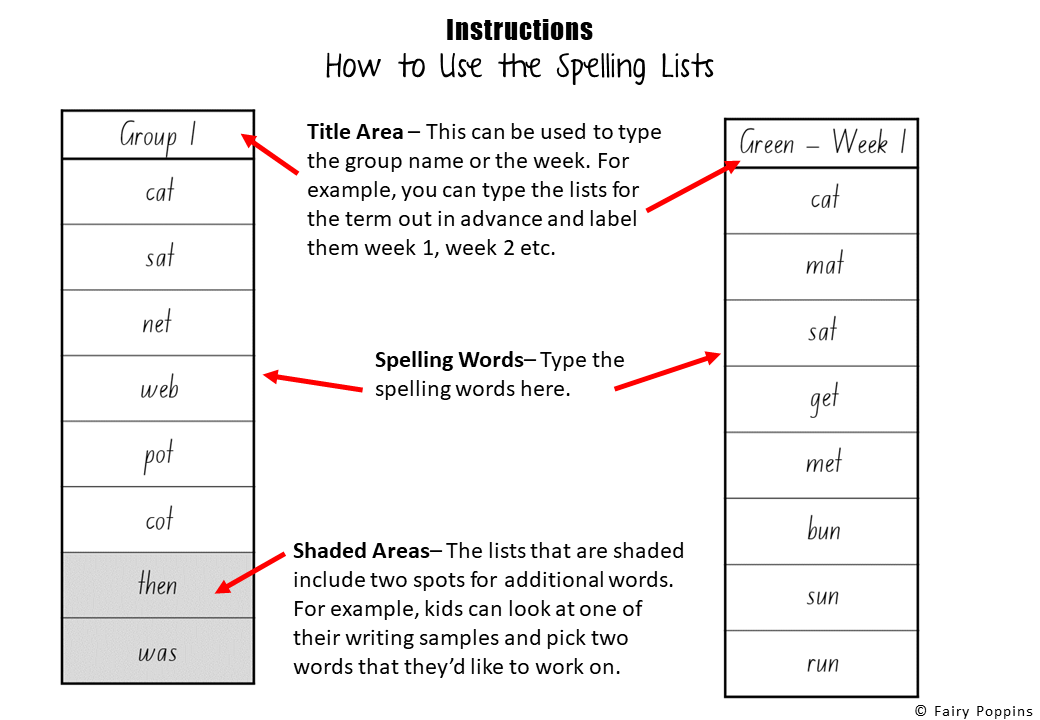 Instructions
How to Use the Spelling Lists
Group 1
cat
sat
net
web
pot
cot
then
was
Title Area – This can be used to type
the group name or the week. For
example, you can type the lists for
the term out in advance and label
them week 1, week 2 etc.
Spelling Words– Type the
spelling words here.
Shaded Areas– The lists that are shaded
include two spots for additional words.
For example, kids can look at one of
their writing samples and pick two
words that they’d like to work on.
Green – Week 1
cat
mat
sat
get
met
bun
sun
run
© Fairy Poppins